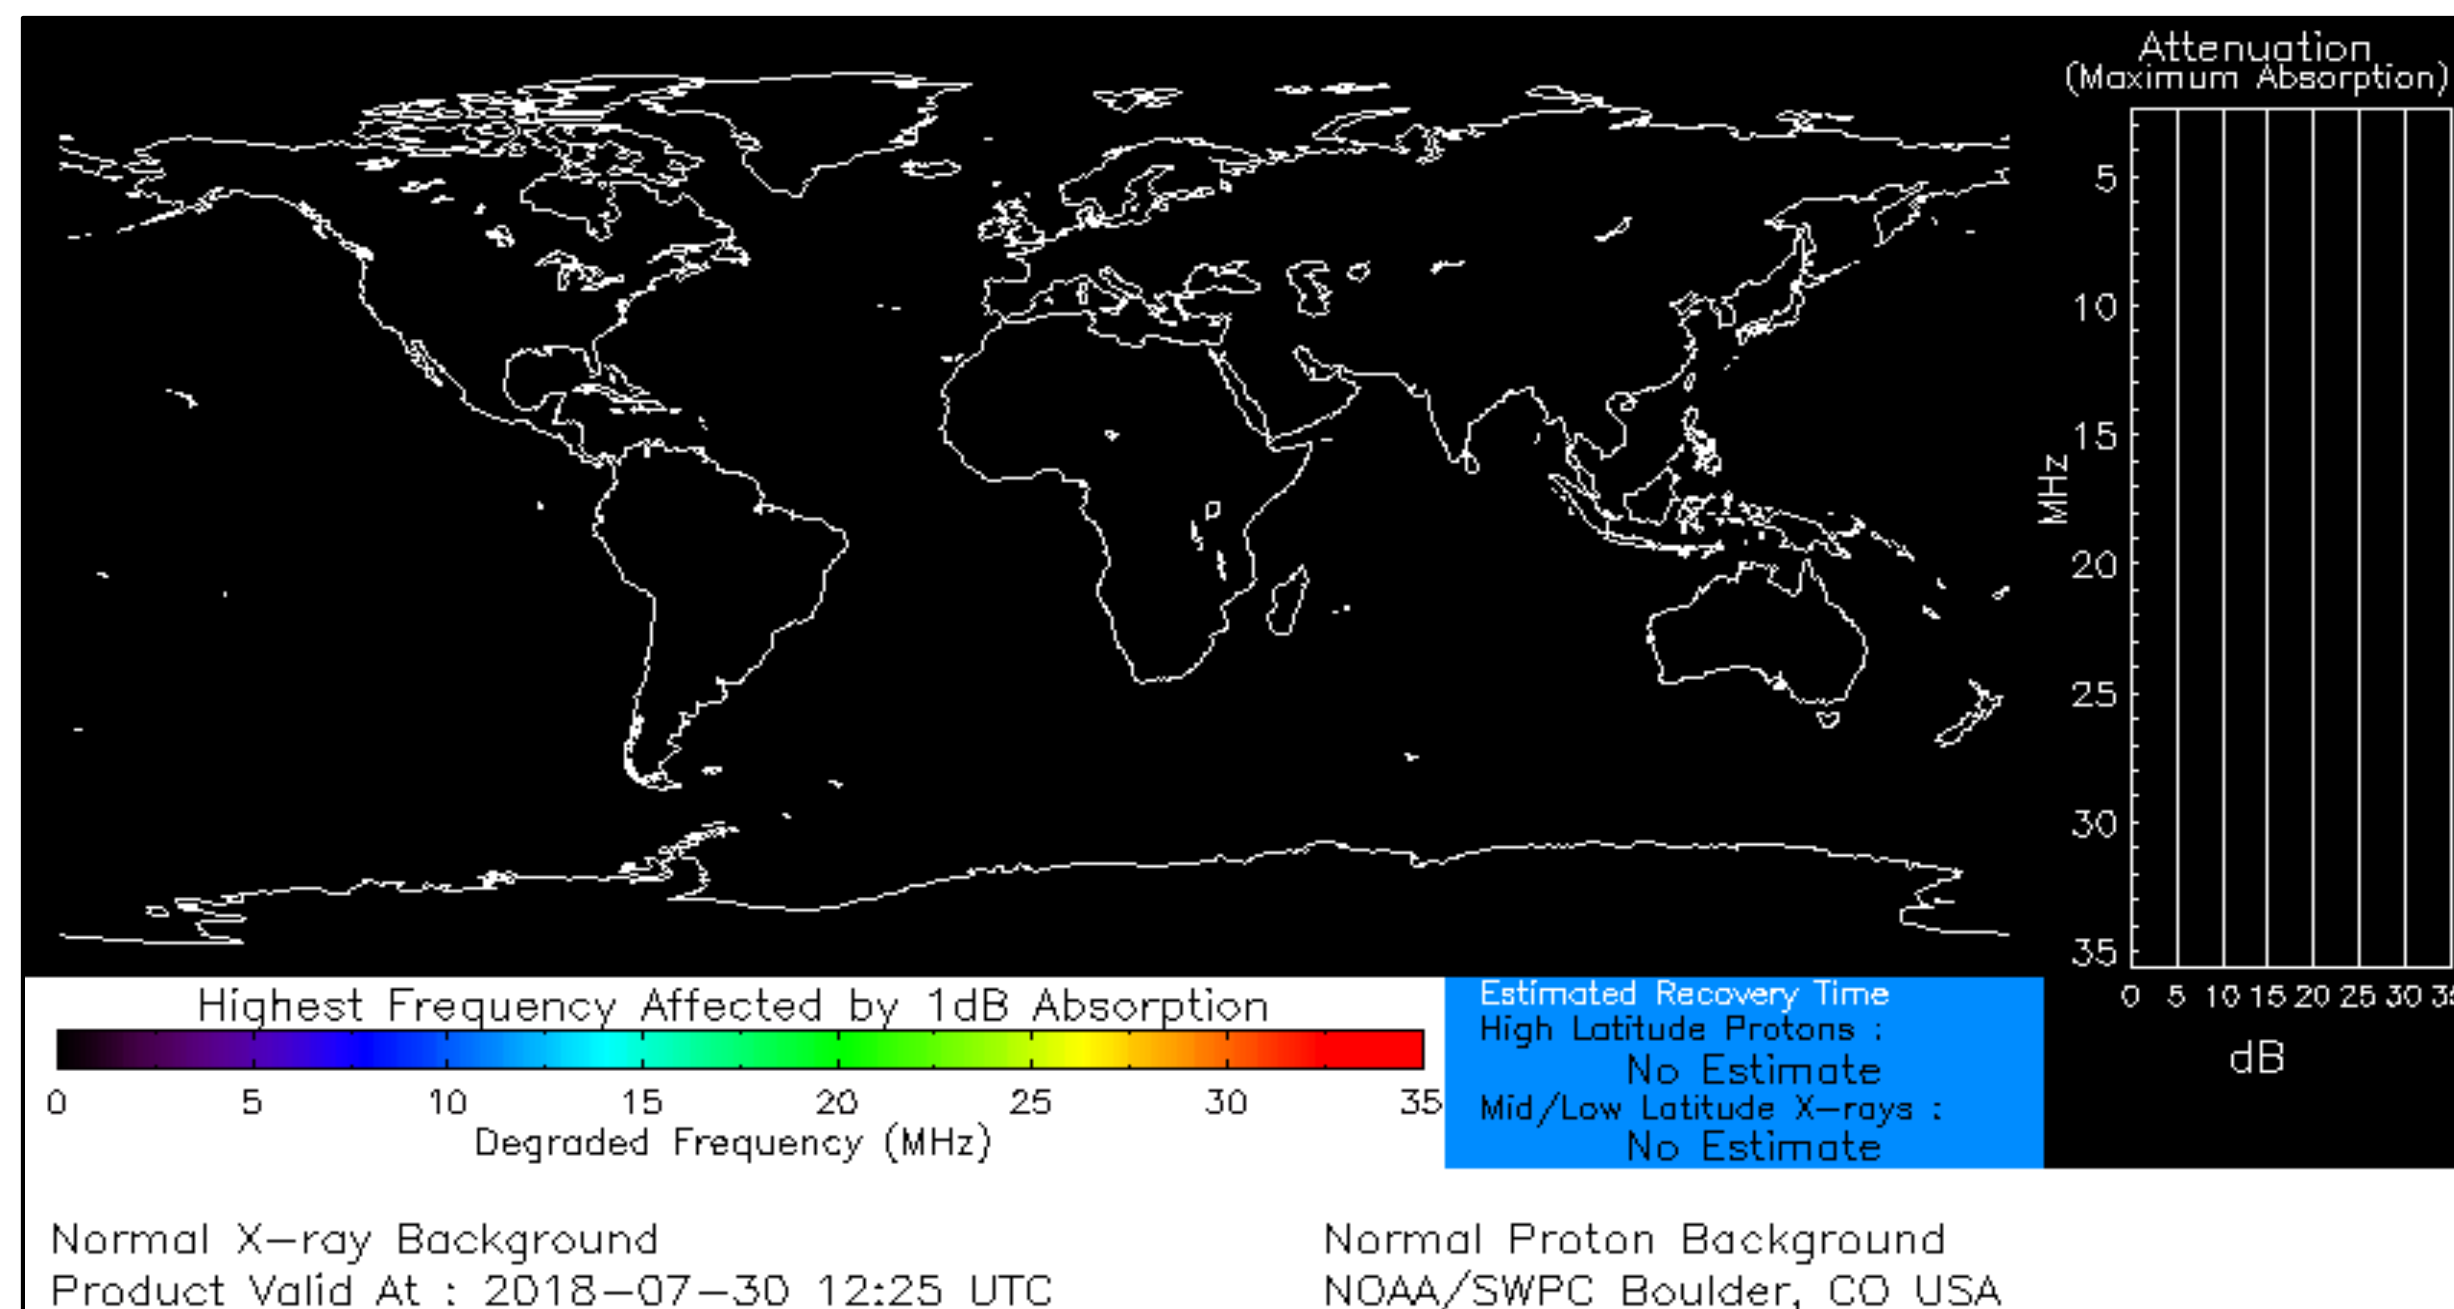 Attenuation
(Maximum Absorption)
5
10
15
20
25
30
35
MHz
0 5 10 15 20 25 30
dB
Highest Frequency Affected by 1dB Absorption
0 5 10 15 20 25 30 35
Degraded Frequency (MHz)
Estimated Recovery Time
High Latitude Protons :
No Estimate
Mid/Low Latitude X-rays :
No Estimate
Normal X-ray Background
Normal Proton Background
Product Valid At : 2018-07-30 12:25 UTC
NOAA/SWPC Boulder, CO USA